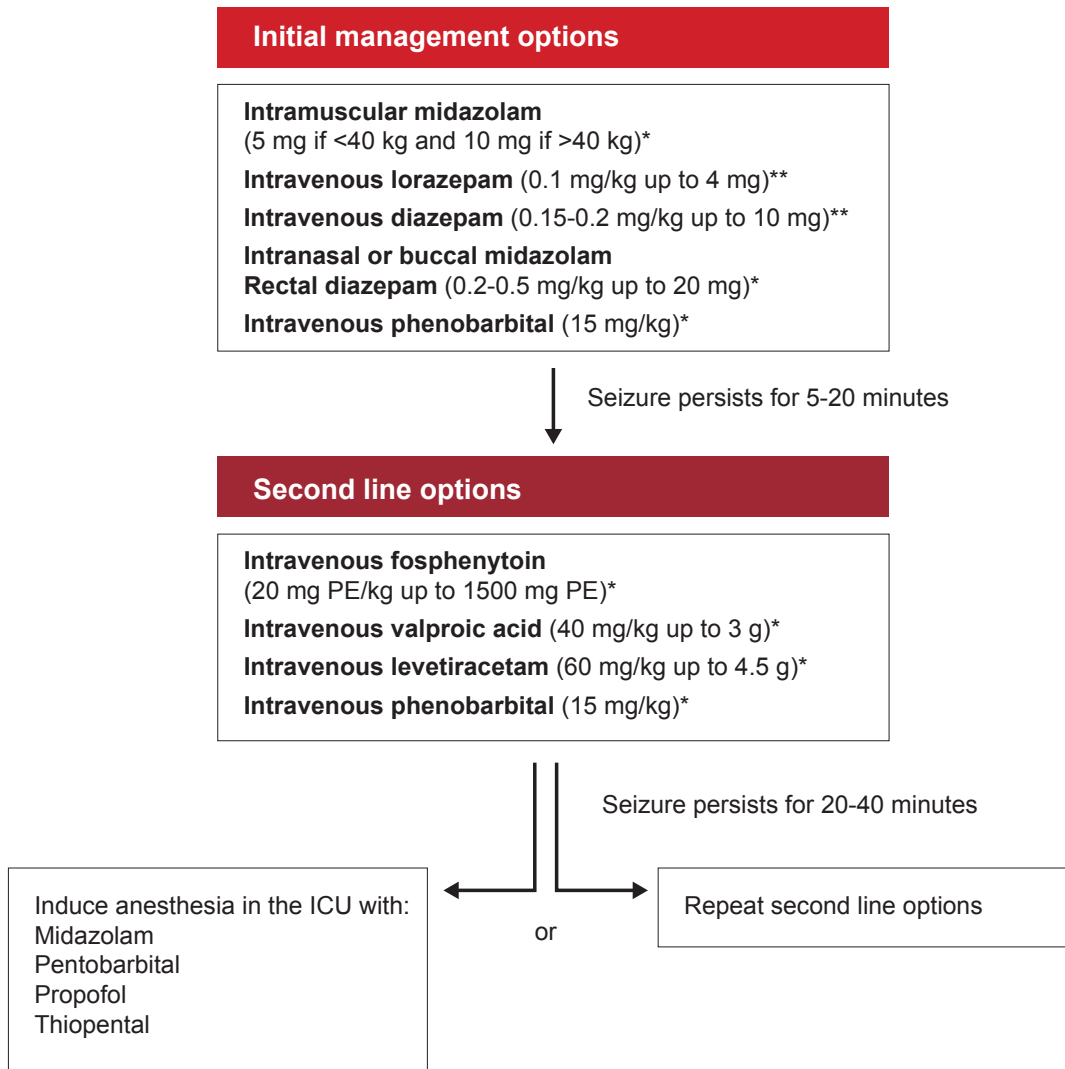 Initial management options
Intramuscular midazolam
(5 mg if <40 kg and 10 mg if >40 kg)*
Intravenous lorazepam (0.1 mg/kg up to 4 mg)**
Intravenous diazepam (0.15-0.2 mg/kg up to 10 mg)**
Intranasal or buccal midazolam
Rectal diazepam (0.2-0.5 mg/kg up to 20 mg)*
Intravenous phenobarbital (15 mg/kg)*
Seizure persists for 5-20 minutes
Second line options
Intravenous fosphenytoin
(20 mg PE/kg up to 1500 mg PE)*
Intravenous valproic acid (40 mg/kg up to 3 g)*
Intravenous levetiracetam (60 mg/kg up to 4.5 g)*
Intravenous phenobarbital (15 mg/kg)*
Seizure persists for 20-40 minutes
Induce anesthesia in the ICU with:
Midazolam
Pentobarbital
Propofol
Thiopental
or
Repeat second line options